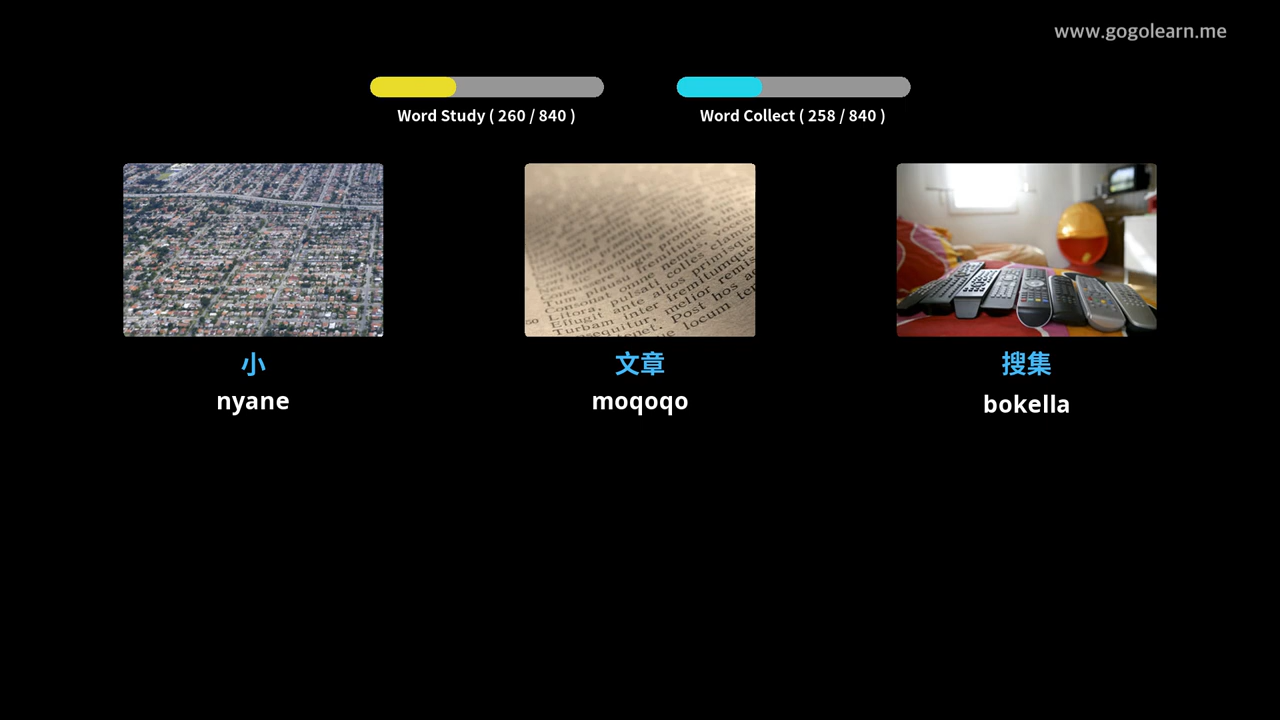 www.gogolearn.me
Word Study ( 260 / 840 )
Word Collect ( 258 / 840 )
小
nyane
文章
moqoqo
搜集
bokella